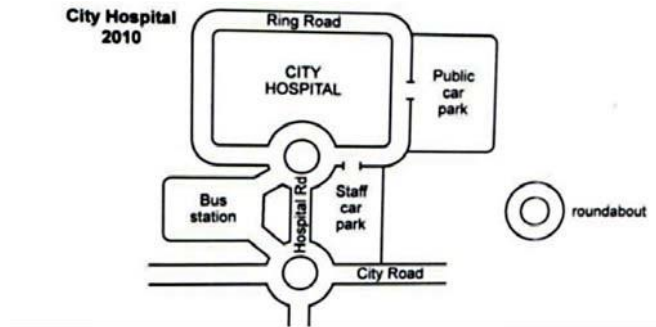 City Hospital
2010
Ring Road
CITY
HOSPITAL
Public
car
park
Bus
station
Hospital Rd
Staff
car
park
roundabout
City Road